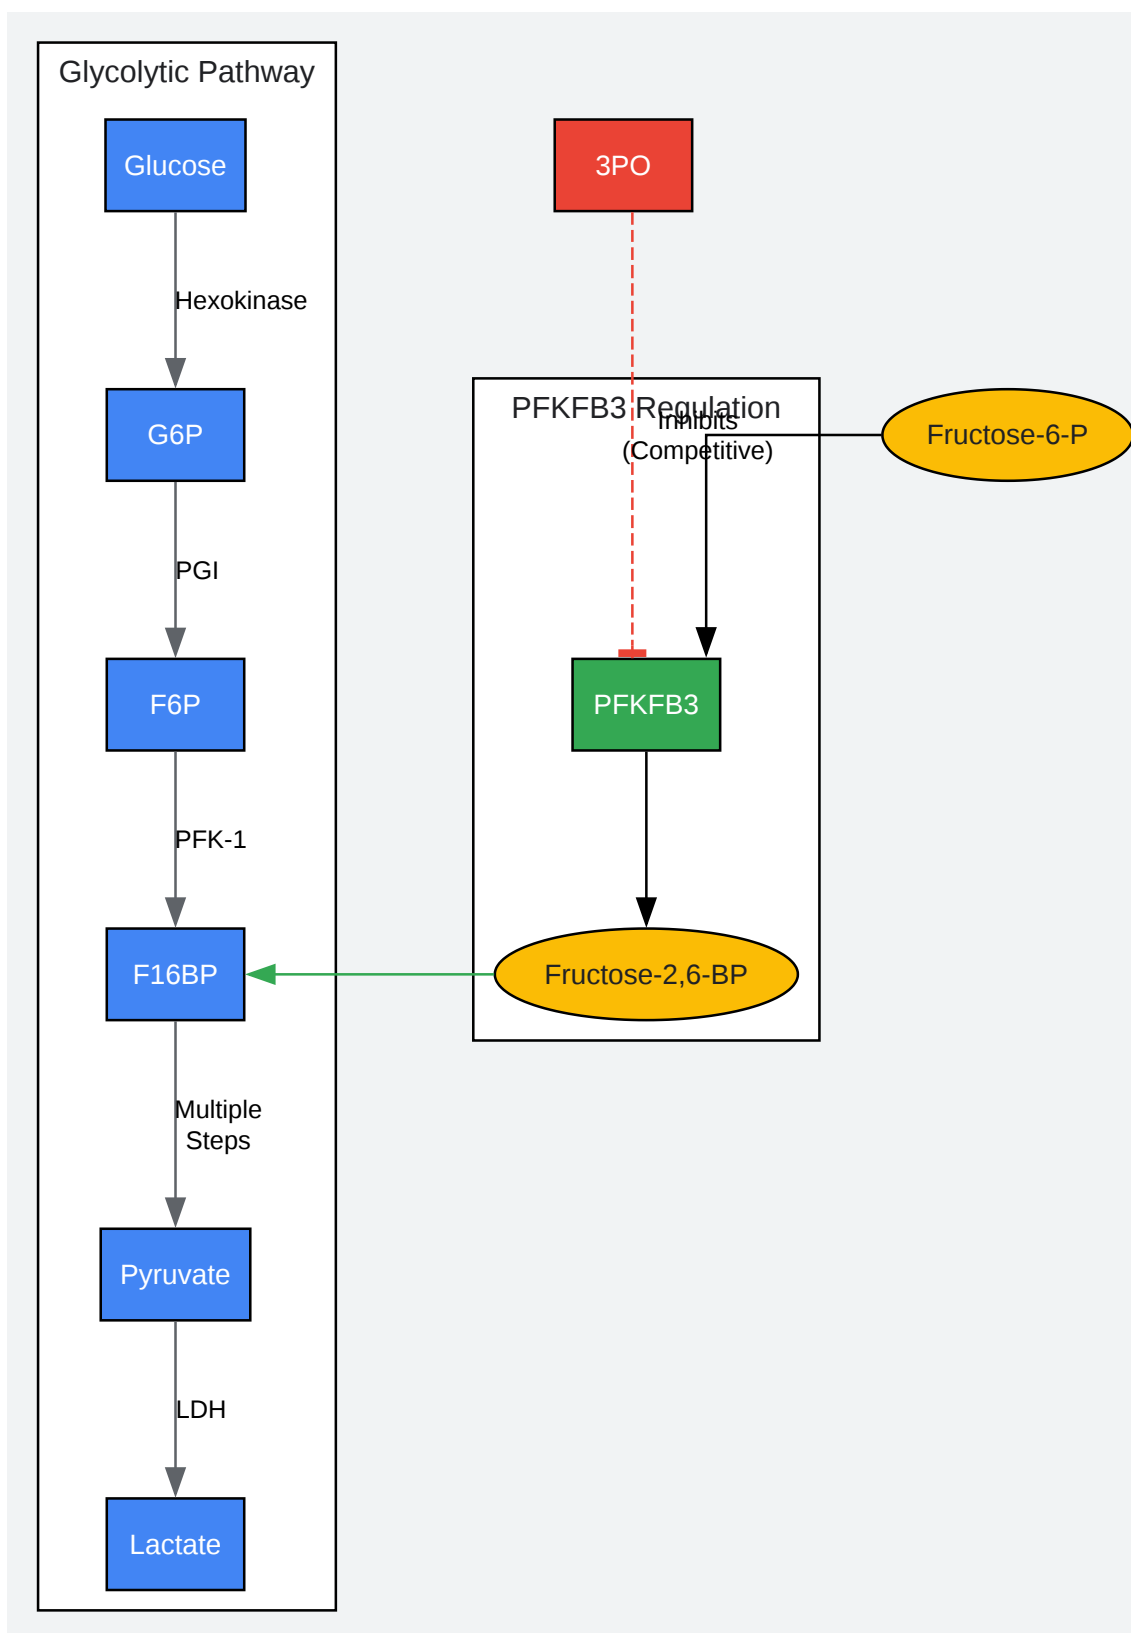 Glycolytic Pathway
Glucose
Hexokinase
G6P
PGI
F6P
PFK-1
F16BP
Multiple
Steps
Pyruvate
LDH
Lactate
3PO
PFKFB3 Regulation
Inhibits
(Competitive)
Fructose-6-P
PFKFB3
Fructose-2,6-BP